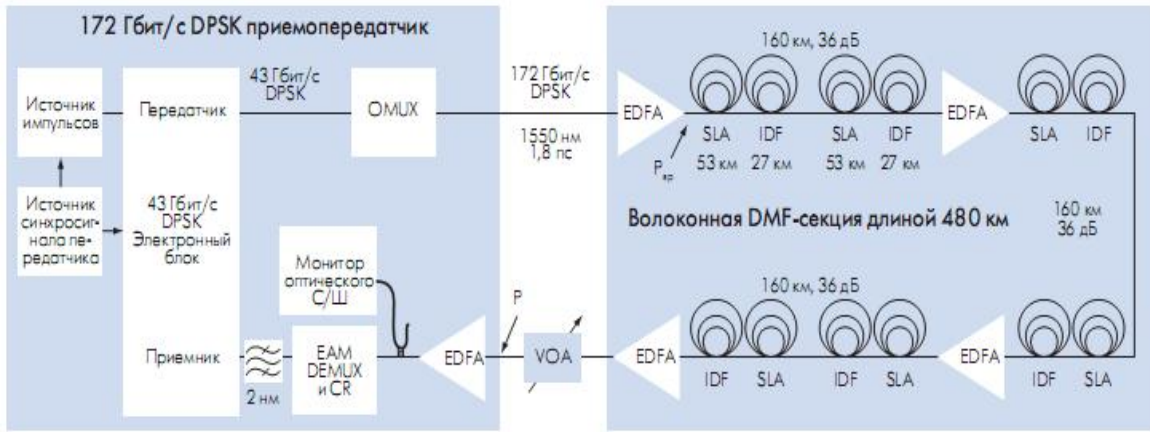 172 Гбит/с DPSK приемопередатчик
Источник
импульсов
Передатчик
43 Гбит/с
DPSK
OMUX
172 Гбит/с
DPSK
1550 нм
1,8 пс
EDFA
160 км, 36 дБ
SLA
IDF
SLA
IDF
53 км
27 км
53 км
27 км
Pвр
EDFA
SLA
IDF
Источник
синхросиг-
нала пе-
редатчика
43 Гбит/с
DPSK
Электронный
блок
Волоконная DMF-секция длиной 480 км
160 км
36 дБ
Монитор
оптического
С/Ш
P
160 км, 36 дБ
Приемник
2 нм
EAM
DEMUX
и CR
EDFA
VOA
EDFA
IDF
SLA
IDF
SLA
EDFA
IDF
SLA